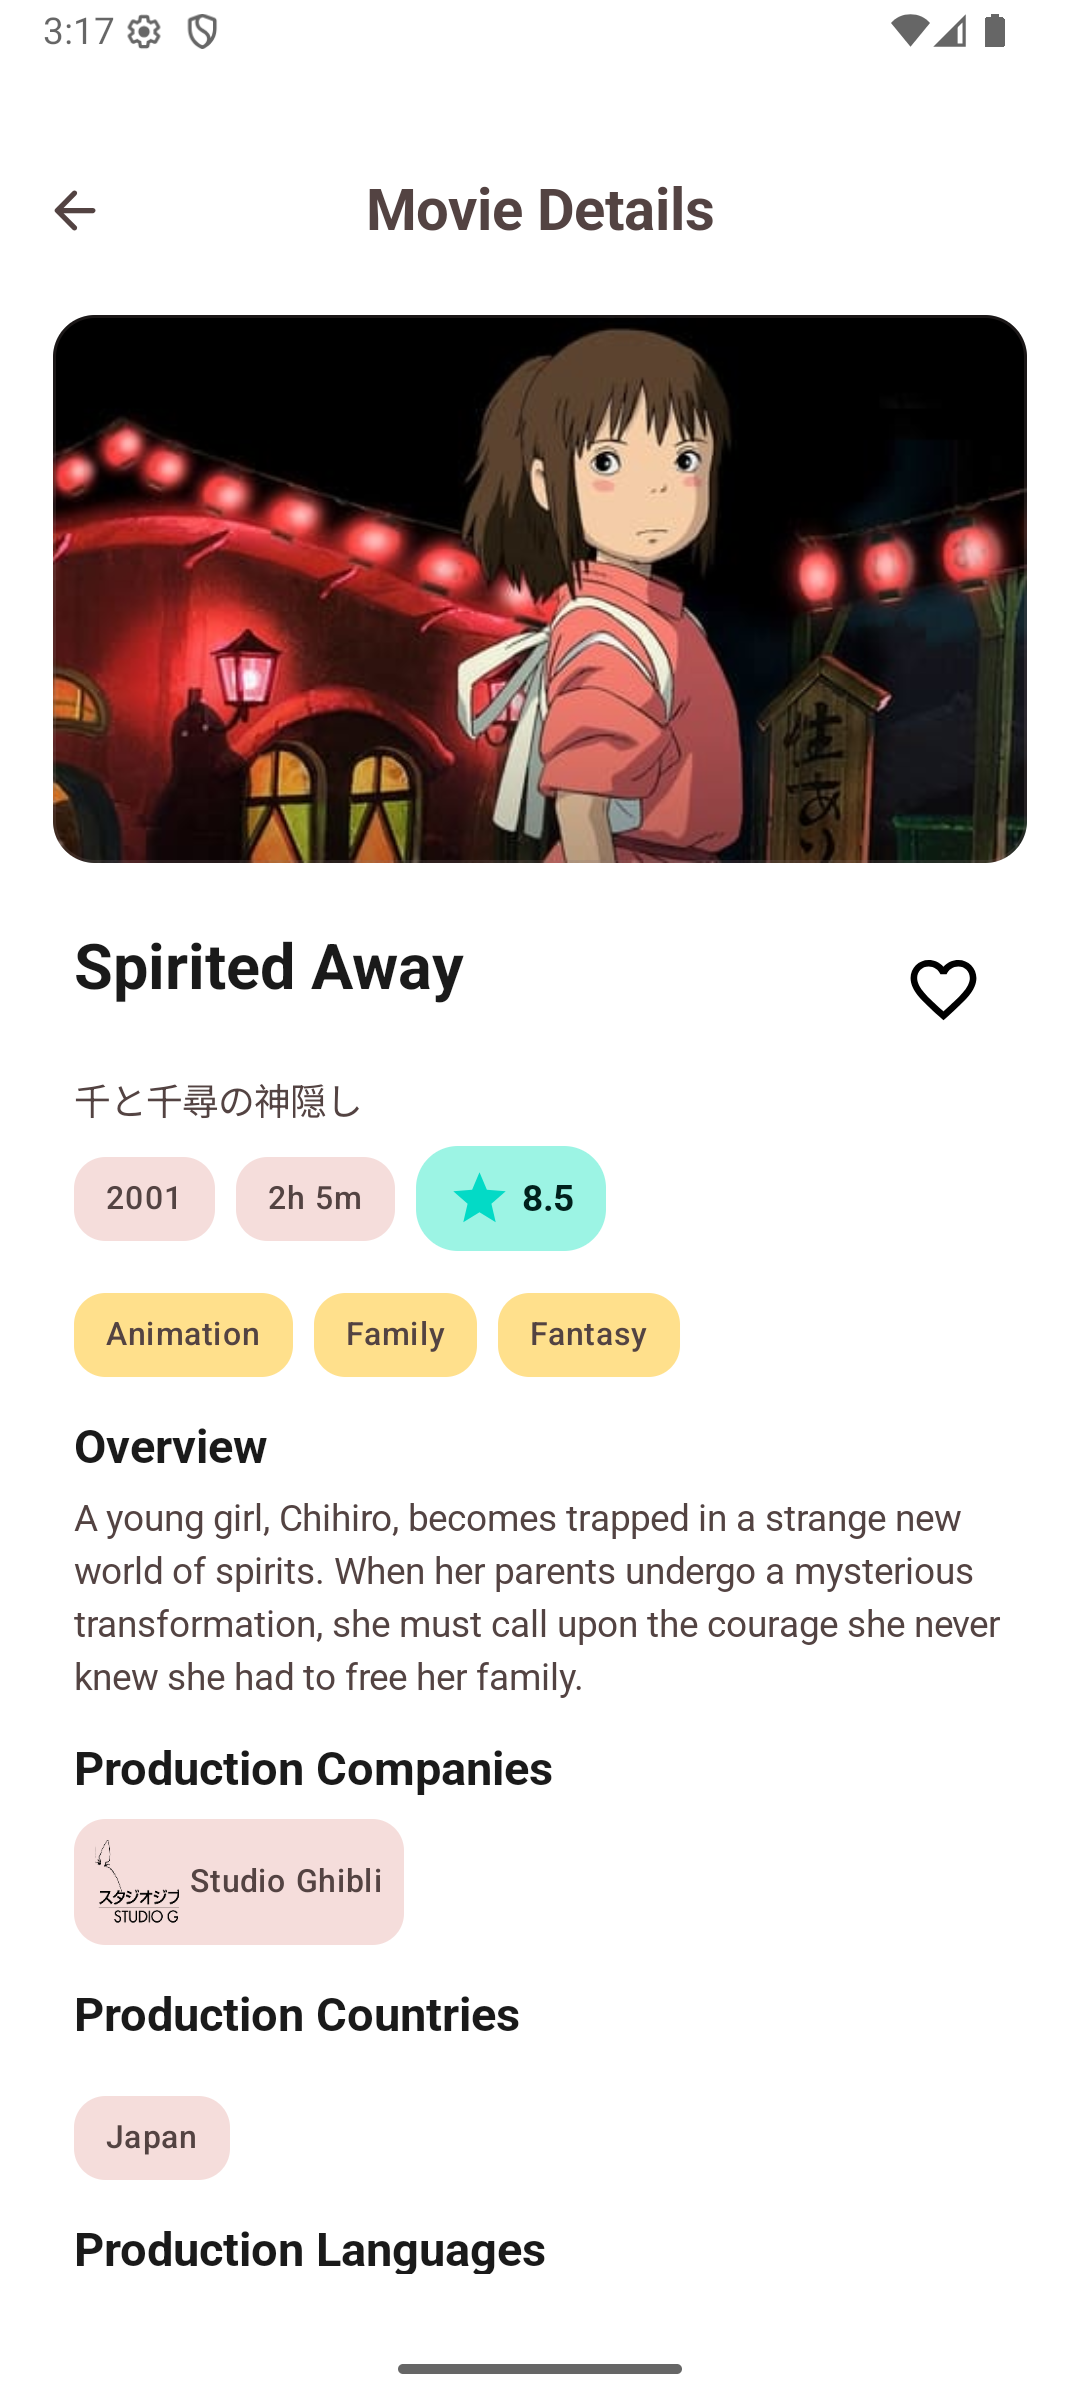 3:17
Movie Details
生あり
Spirited Away
千と千尋の神隠し
2001
2h 5m
8.5
Animation
Family
Fantasy
Overview
A young girl, Chihiro, becomes trapped in a strange new
world of spirits. When her parents undergo a mysterious
transformation, she must call upon the courage she never
knew she had to free her family.
Production Companies
スタジオジブ
STUDIO G
Studio Ghibli
Production Countries
Japan
Production Languages